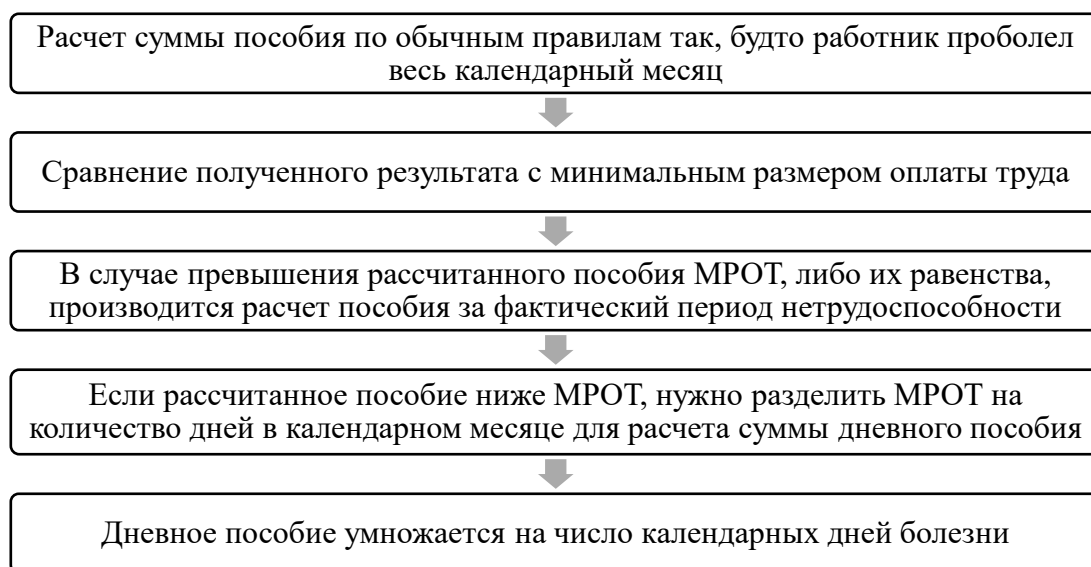 Расчет суммы пособия по обычным правилам так, будто работник проболел
весь календарный месяц
Сравнение полученного результата с минимальным размером оплаты труда
В случае превышения рассчитанного пособия МРОТ, либо их равенства,
производится расчет пособия за фактический период нетрудоспособности
Если рассчитанное пособие ниже МРОТ, нужно разделить МРОТ на
количество дней в календарном месяце для расчета суммы дневного пособия
Дневное пособие умножается на число календарных дней болезни